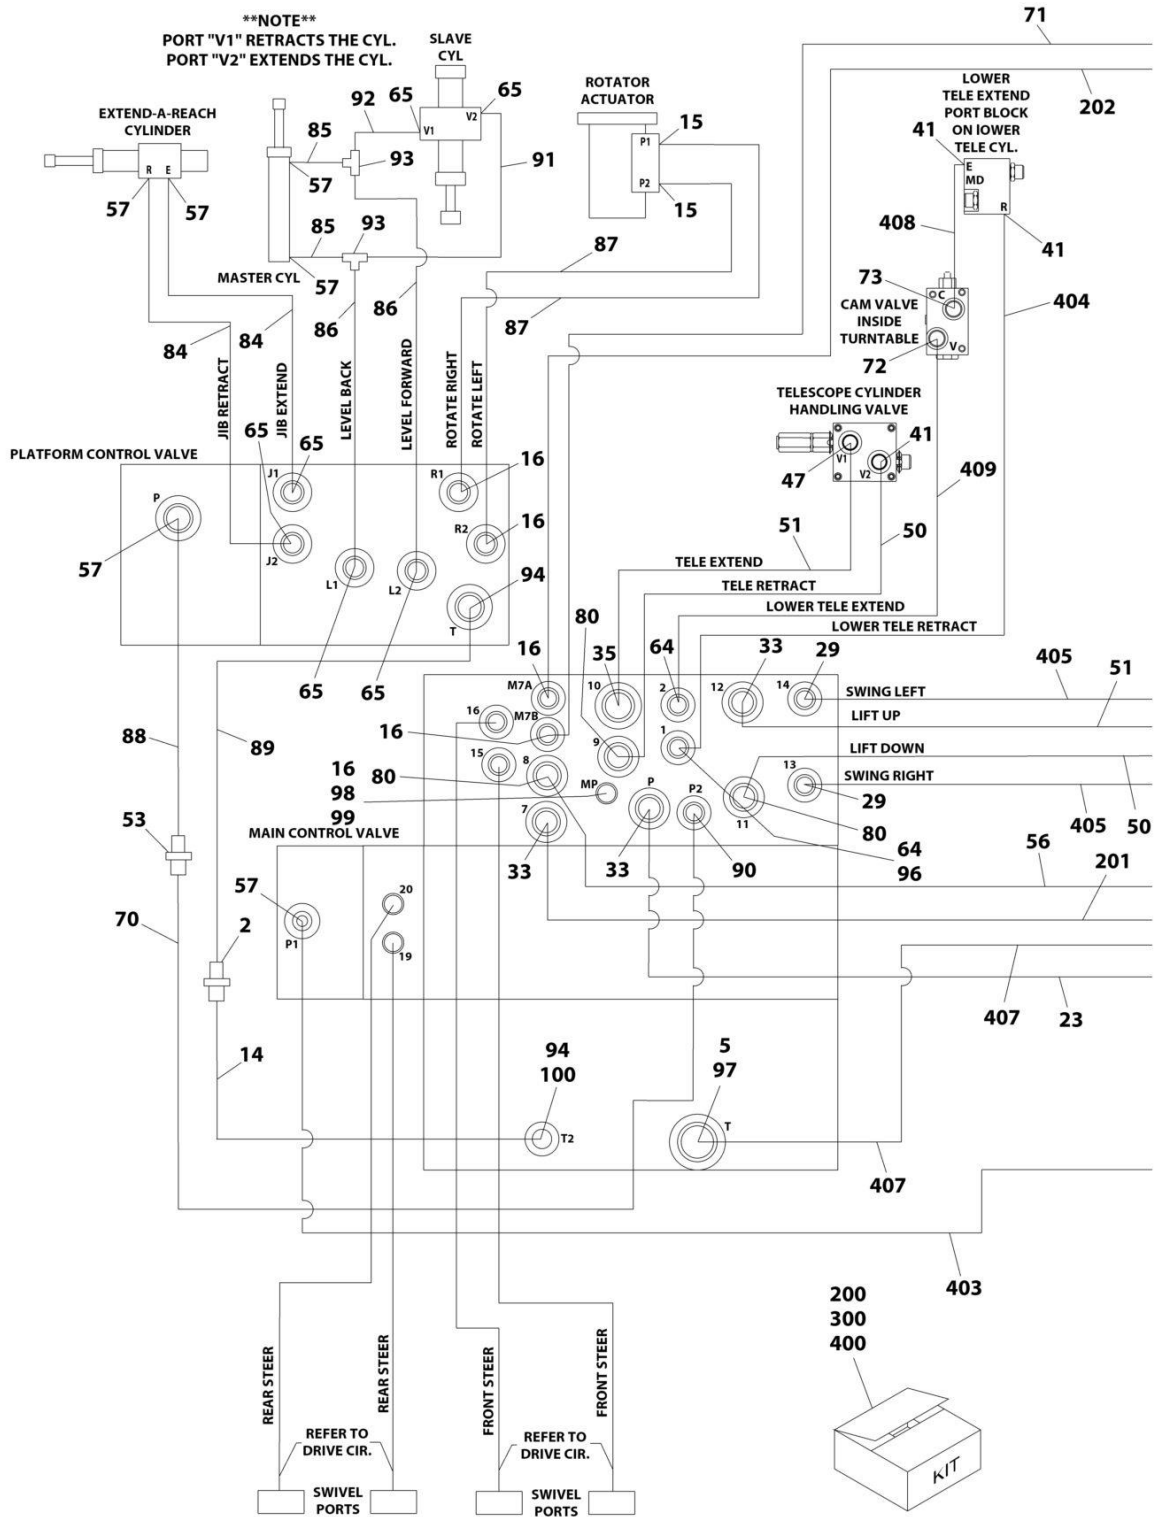 **NOTE**
PORT "V1" RETRACTS THE CYL.
PORT "V2" EXTENDS THE CYL.
SLAVE
CYL
71
202
LOWER
TELE EXTEND
PORT BLOCK
ON lOWER
TELE CYL.
ROTATOR
ACTUATOR
EXTEND-A-REACH
CYLINDER
92
65
65
V1
V2
85
93
91
57
15
P1
P2
15
41
E
MD
R
41
R E
57
57
85
93
MASTER CYL
57
87
87
408
404
73
CAM VALVE
INSIDE
TURNTABLE
72
C
V
84
84
86
86
JIB RETRACT
JIB EXTEND
LEVEL BACK
LEVEL FORWARD
ROTATE RIGHT
ROTATE LEFT
TELESCOPE CYLINDER
HANDLING VALVE
V1
V2
47
41
409
PLATFORM CONTROL VALVE
P
57
65
65
J1
J2
L1
L2
R1
R2
16
16
94
T
65
65
51
50
TELE EXTEND
TELE RETRACT
LOWER TELE EXTEND
LOWER TELE RETRACT
80
16
35
64
33
29
M7A
10
2
12
14
SWING LEFT
405
51
LIFT UP
16
M7B
16
15
9
1
LIFT DOWN
13
SWING RIGHT
29
405
50
88
89
16
98
99
80
8
MP
P
P2
11
80
64
96
53
MAIN CONTROL VALVE
7
33
33
90
56
201
57
P1
20
19
70
2
407
23
14
94
100
T2
5
97
T
407
403
200
300
400
KIT
REAR STEER
REAR STEER
FRONT STEER
FRONT STEER
REFER TO
DRIVE CIR.
REFER TO
DRIVE CIR.
SWIVEL
PORTS
SWIVEL
PORTS